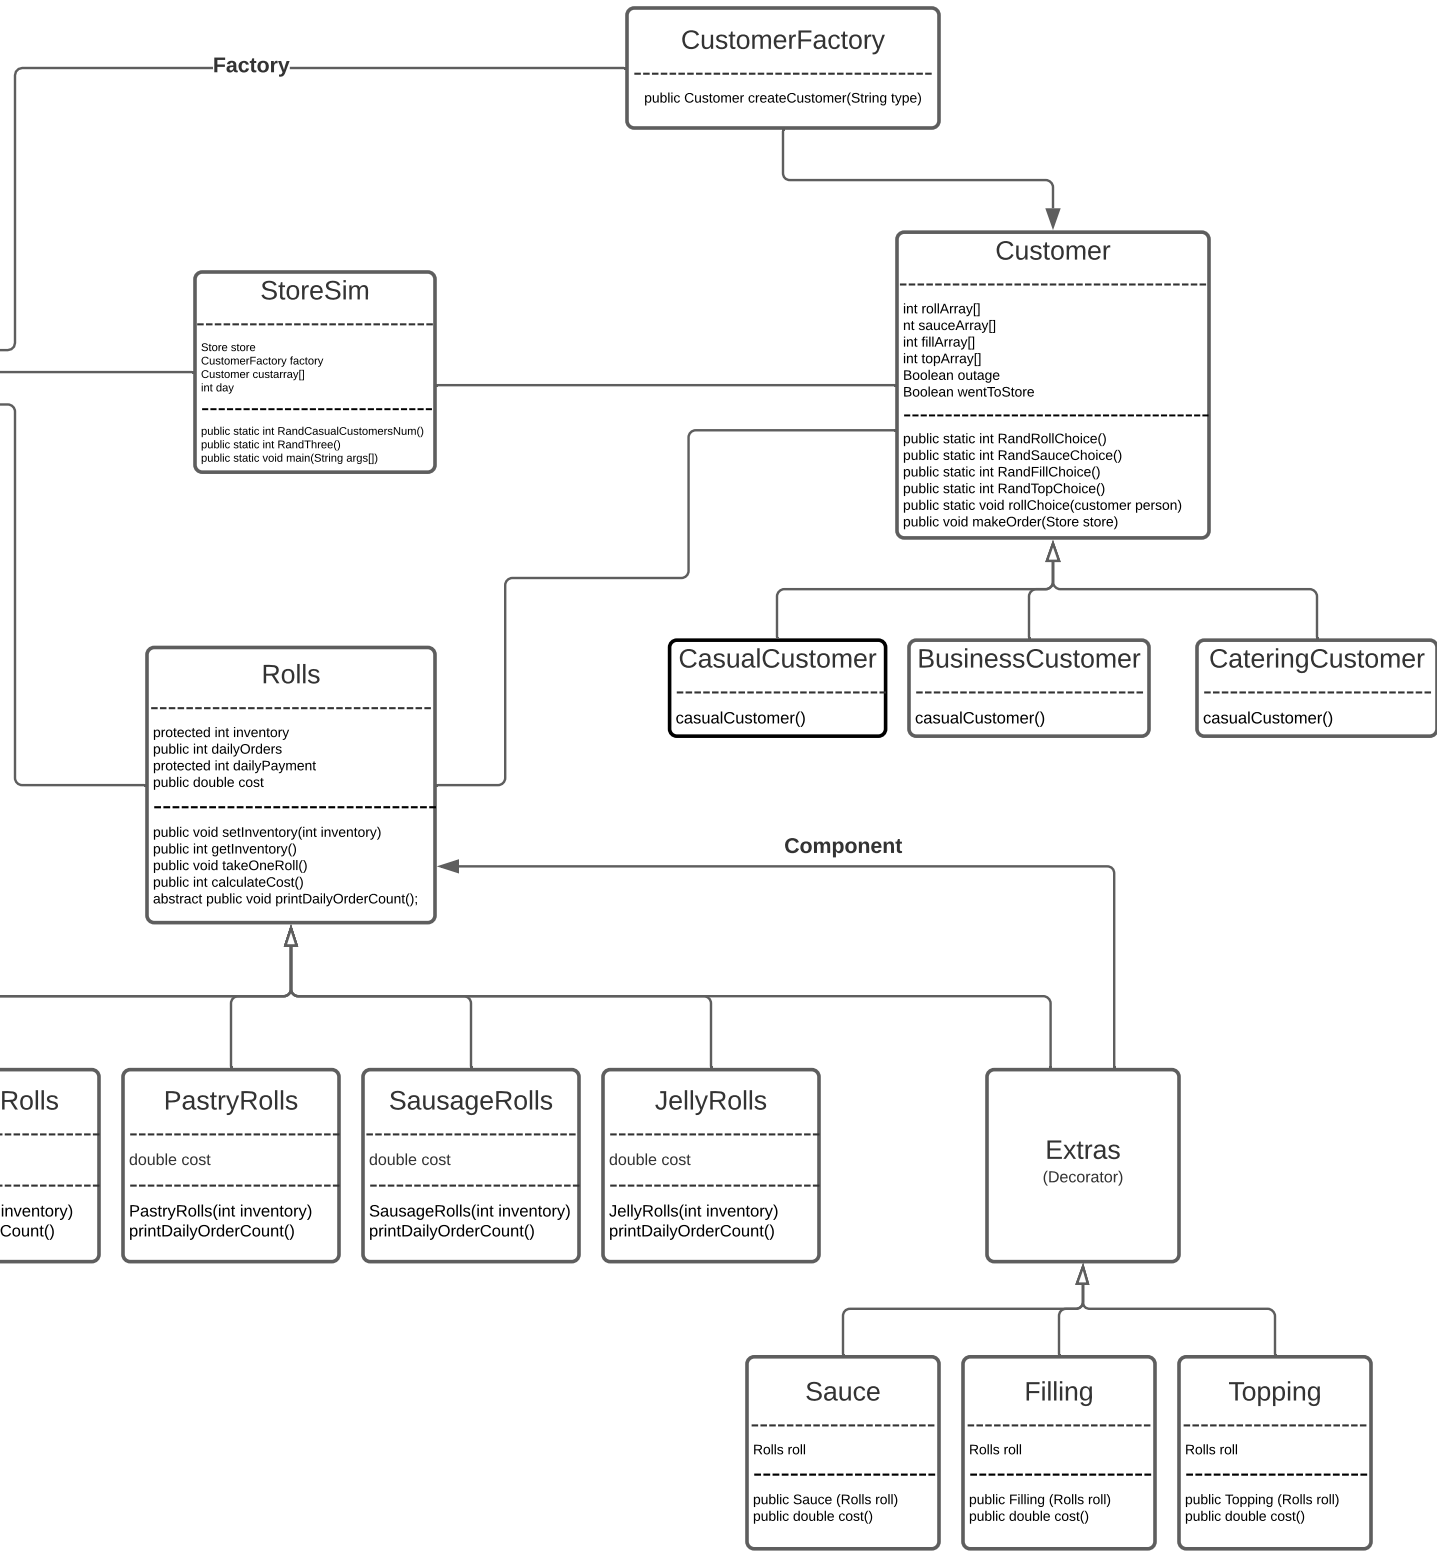 CustomerFactory
public Customer createCustomer(String type)
Factory
Customer
int rollArray[]
nt sauceArray[]
int fillArray[]
int topArray[]
Boolean outage
Boolean wentToStore
public static int RandRollChoice()
public static int RandSauceChoice()
public static int RandFillChoice()
public static int RandTopChoice()
public static void rollChoice(customer person)
public void makeOrder(Store store)
StoreSim
Store store
CustomerFactory factory
Customer custarray[]
int day
public static int RandCasualCustomersNum()
public static int RandThree()
public static void main(String args[])
CasualCustomer
casualCustomer()
BusinessCustomer
casualCustomer()
CateringCustomer
casualCustomer()
Rolls
protected int inventory
public int dailyOrders
protected int dailyPayment
public double cost
public void setInventory(int inventory)
public int getInventory()
public void takeOneRoll()
public int calculateCost()
abstract public void printDailyOrderCount();
Component
Rolls
inventory)
Count()
PastryRolls
double cost
PastryRolls(int inventory)
printDailyOrderCount()
SausageRolls
double cost
SausageRolls(int inventory)
printDailyOrderCount()
JellyRolls
double cost
JellyRolls(int inventory)
printDailyOrderCount()
Extras
(Decorator)
Sauce
Rolls roll
public Sauce (Rolls roll)
public double cost()
Filling
Rolls roll
public Filling (Rolls roll)
public double cost()
Topping
Rolls roll
public Topping (Rolls roll)
public double cost()